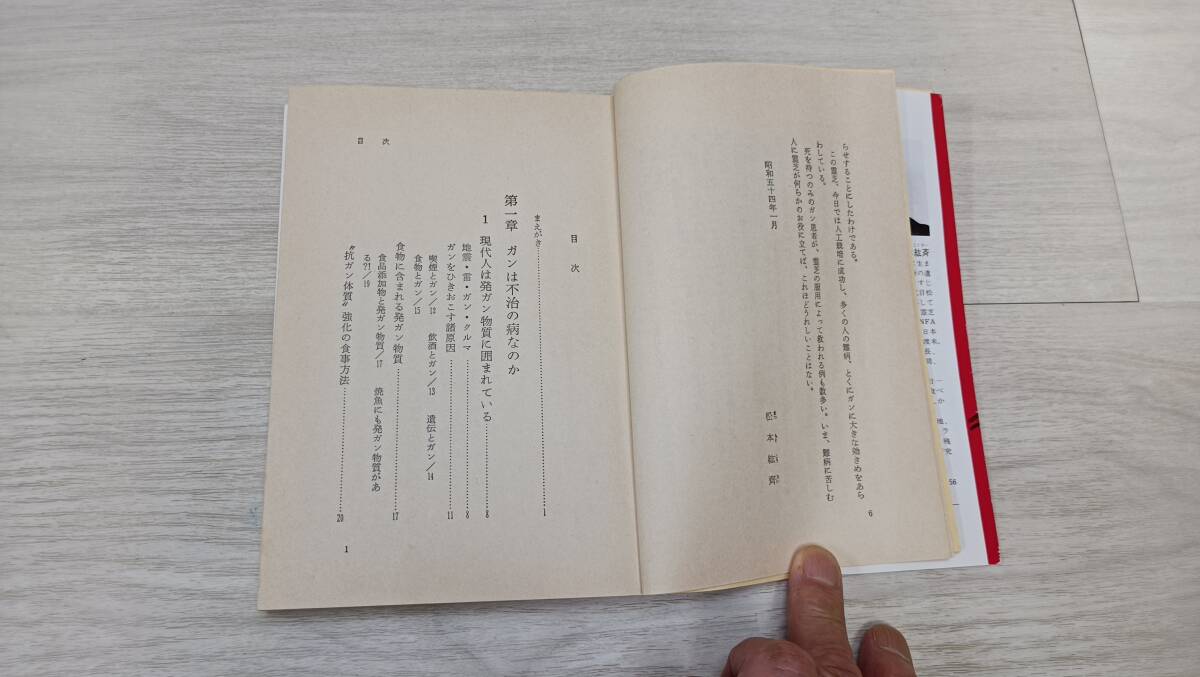 らせすることにしたわけである。
この霊芝、今日では人工栽培に成功し、多くの人の難病、とくにガンに大きな効きめをあら
わしている。
死を待つのみのガン患者が、霊芝の服用によって救われる例も数多い。いま、難病に苦しむ
人に霊芝が何らかのお役に立てば、これほどうれしいことはない。
昭和五十四年一月
松本紘斉
6
目次
まえがき……1
第一章 ガンは不治の病なのか
1 現代人は発ガン物質に囲まれている……8
地震・雷・ガン・クルマ……8
ガンをひきおこす諸原因……11
喫煙とガン/12 飲酒とガン/13 遺伝とガン/14
食物とガン/15
食物に含まれる発ガン物質……17
食品添加物と発ガン物質/17 焼魚にも発ガン物質があ
る?!/19
“抗ガン体質”強化の食事方法……20
目次
1